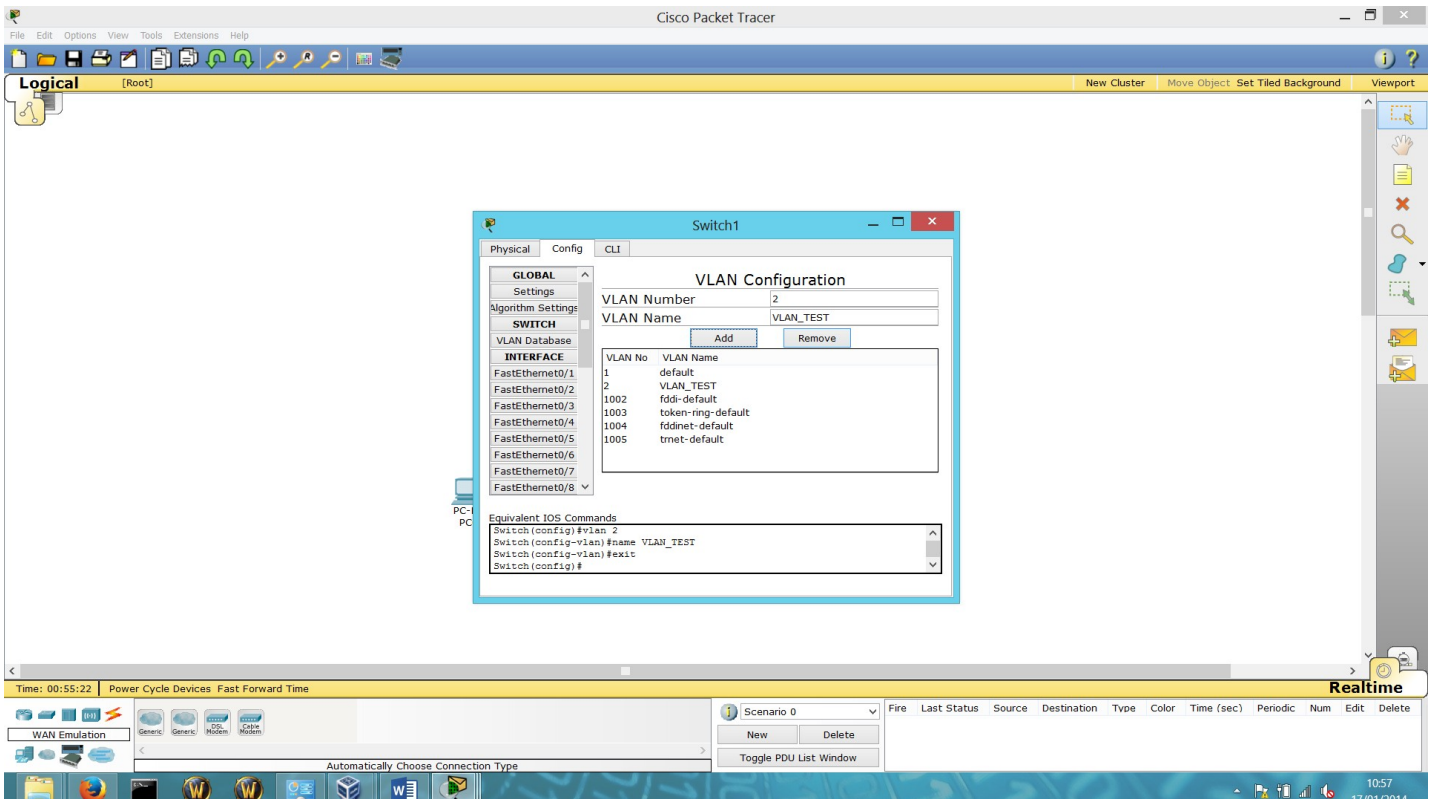 Cisco Packet Tracer
File Edit Options View Tools Extensions Help
Logical [Root] New Cluster Move Object Set Tiled Background Viewport
Switch1
Physical Config CLI
GLOBAL
Settings
Algorithm Settings
SWITCH
VLAN Database
INTERFACE
FastEthernet0/1
FastEthernet0/2
FastEthernet0/3
FastEthernet0/4
FastEthernet0/5
FastEthernet0/6
FastEthernet0/7
FastEthernet0/8
VLAN Configuration
VLAN Number 2
VLAN Name VLAN_TEST
Add Remove
VLAN No VLAN Name
1 default
2 VLAN_TEST
1002 fddi-default
1003 token-ring-default
1004 fddinet-default
1005 trnet-default
PC-
PC
Equivalent IOS Commands
Switch(config)#vlan 2
Switch(config-vlan)#name VLAN_TEST
Switch(config-vlan)#exit
Switch(config)#
Time: 00:55:22 Power Cycle Devices Fast Forward Time Realtime
WAN Emulation
Generic Generic DSL Modem Cable Modem
Automatically Choose Connection Type
Scenario 0
New Delete
Toggle PDU List Window
Fire Last Status Source Destination Type Color Time (sec) Periodic Num Edit Delete
10:57
17/01/2014